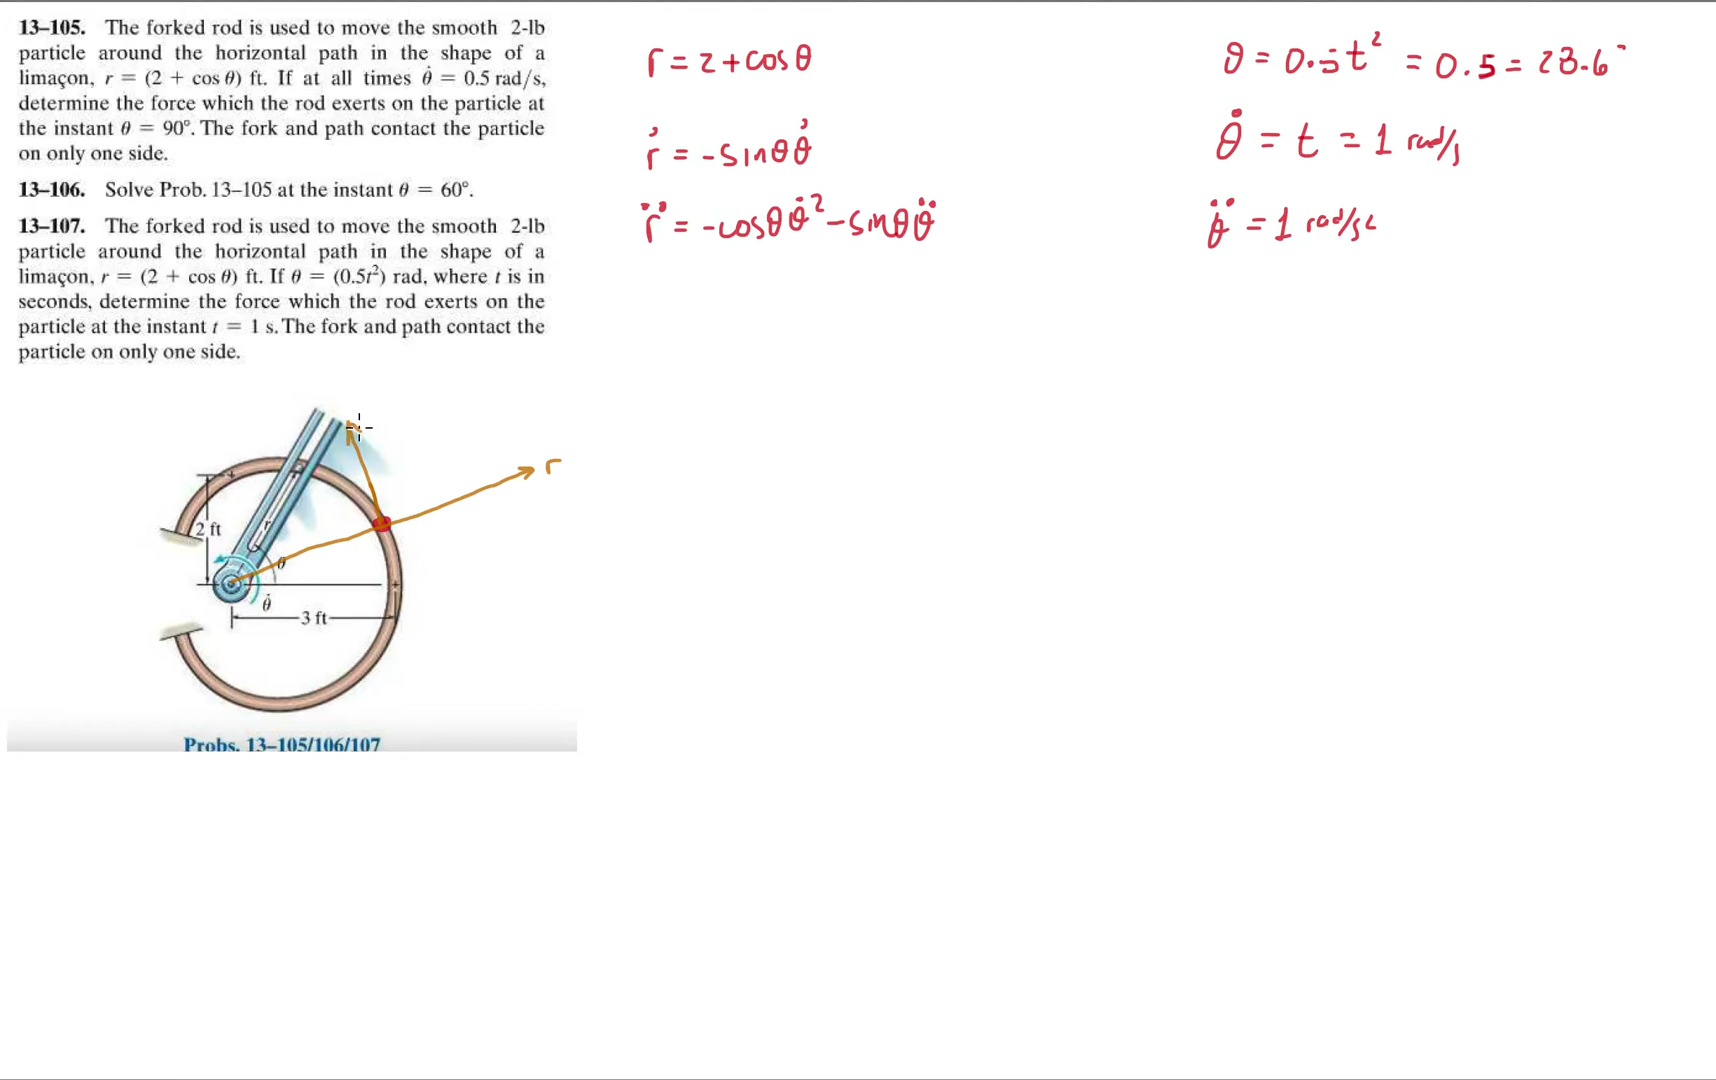 13–105. The forked rod is used to move the smooth 2-lb
particle around the horizontal path in the shape of a
limaçon, r = (2 + cos θ) ft. If at all times θ̇ = 0.5 rad/s,
determine the force which the rod exerts on the particle at
the instant θ = 90°. The fork and path contact the particle
on only one side.
13–106. Solve Prob. 13–105 at the instant θ = 60°.
13–107. The forked rod is used to move the smooth 2-lb
particle around the horizontal path in the shape of a
limaçon, r = (2 + cos θ) ft. If θ = (0.5t²) rad, where t is in
seconds, determine the force which the rod exerts on the
particle at the instant t = 1 s. The fork and path contact the
particle on only one side.
r
r
2 ft
θ
θ̇
3 ft
Probs. 13–105/106/107
r = 2 + cos θ
ṙ = -sin θ θ̇
r̈ = -cos θ θ̇² - sin θ θ̈
θ = 0.5t² = 0.5 = 28.6°
θ̇ = t = 1 rad/s
θ̈ = 1 rad/s²